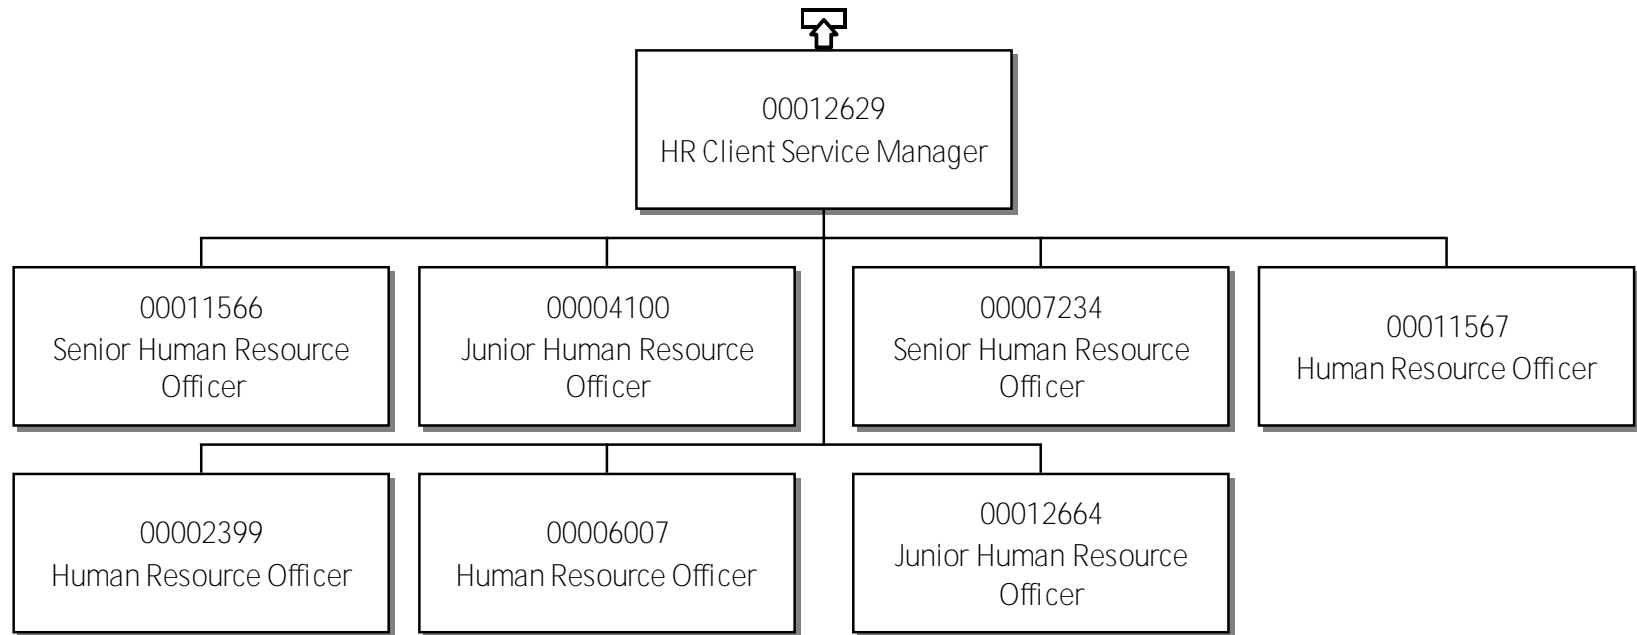 00012629
HR Client Service Manager
00011566
Senior Human Resource
Officer
00004100
Junior Human Resource
Officer
00007234
Senior Human Resource
Officer
00011567
Human Resource Officer
00002399
Human Resource Officer
00006007
Human Resource Officer
00012664
Junior Human Resource
Officer